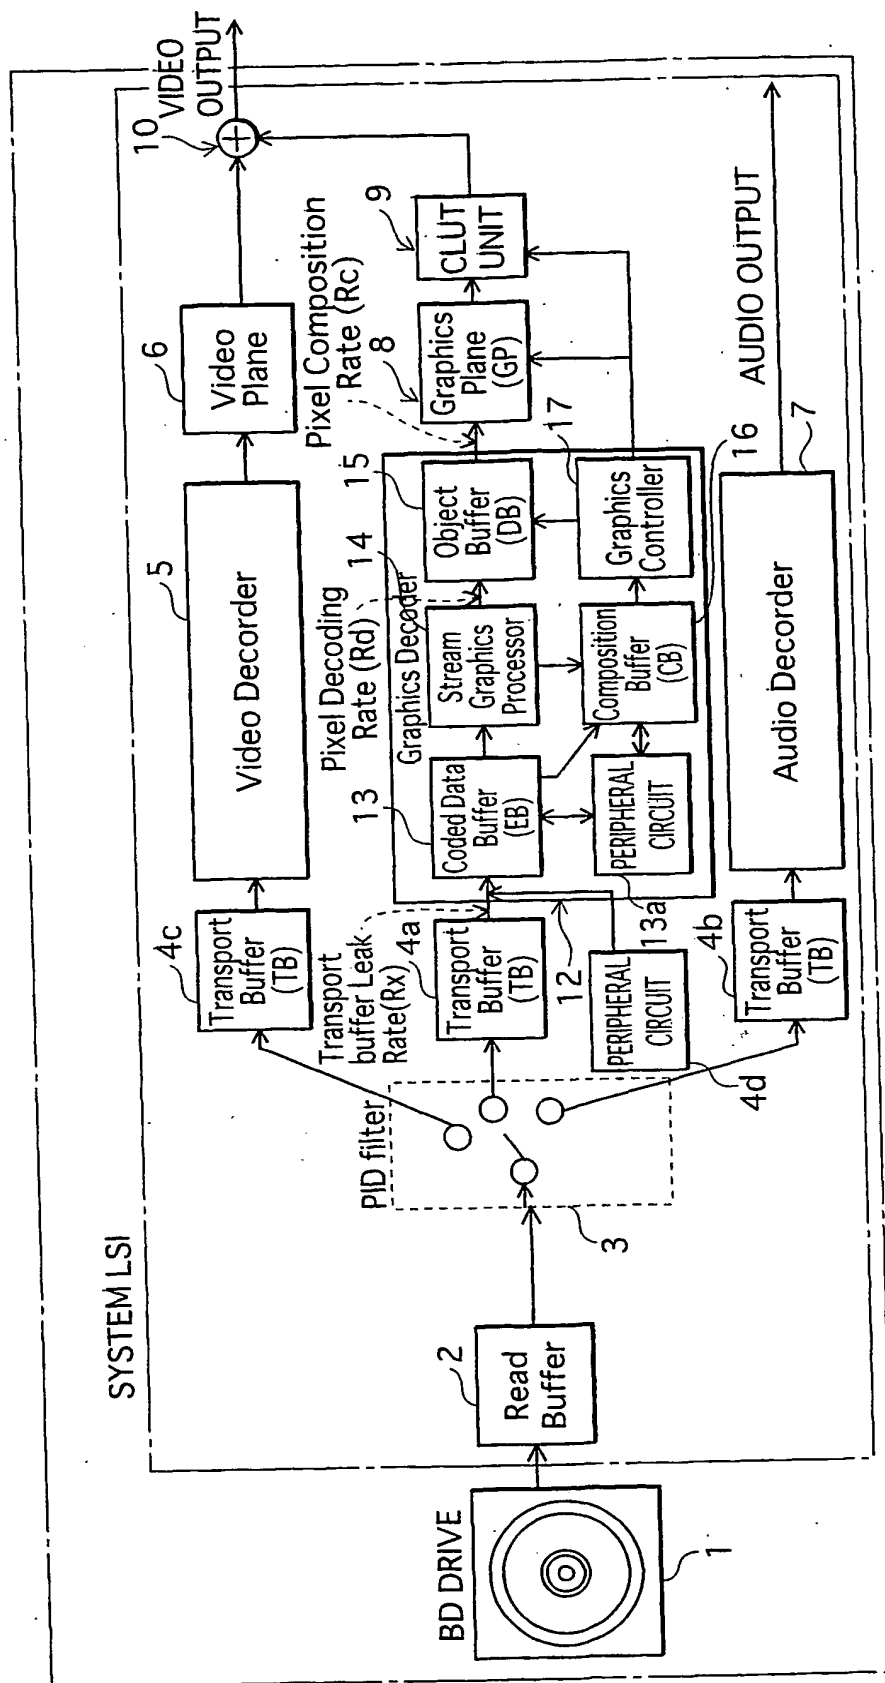 SYSTEM LSI
BD DRIVE
1
Read
Buffer
2
PID filter
3
4c
Transport
Buffer
(TB)
5
Video Decorder
6
Video
Plane
10
VIDEO
OUTPUT
Transport
buffer Leak
Rate(Rx)
4a
Transport
Buffer
(TB)
12
PERIPHERAL
CIRCUIT
4d
Graphics Decoder
13
Coded Data
Buffer
(EB)
PERIPHERAL
CIRCUIT
13a
Pixel Decoding
Rate (Rd)
14
Stream
Graphics
Processor
Composition
Buffer
(CB)
16
15
Object
Buffer
(DB)
17
Graphics
Controller
Pixel Composition
Rate (Rc)
8
Graphics
Plane
(GP)
9
CLUT
UNIT
4b
Transport
Buffer
(TB)
Audio Decorder
7
AUDIO OUTPUT